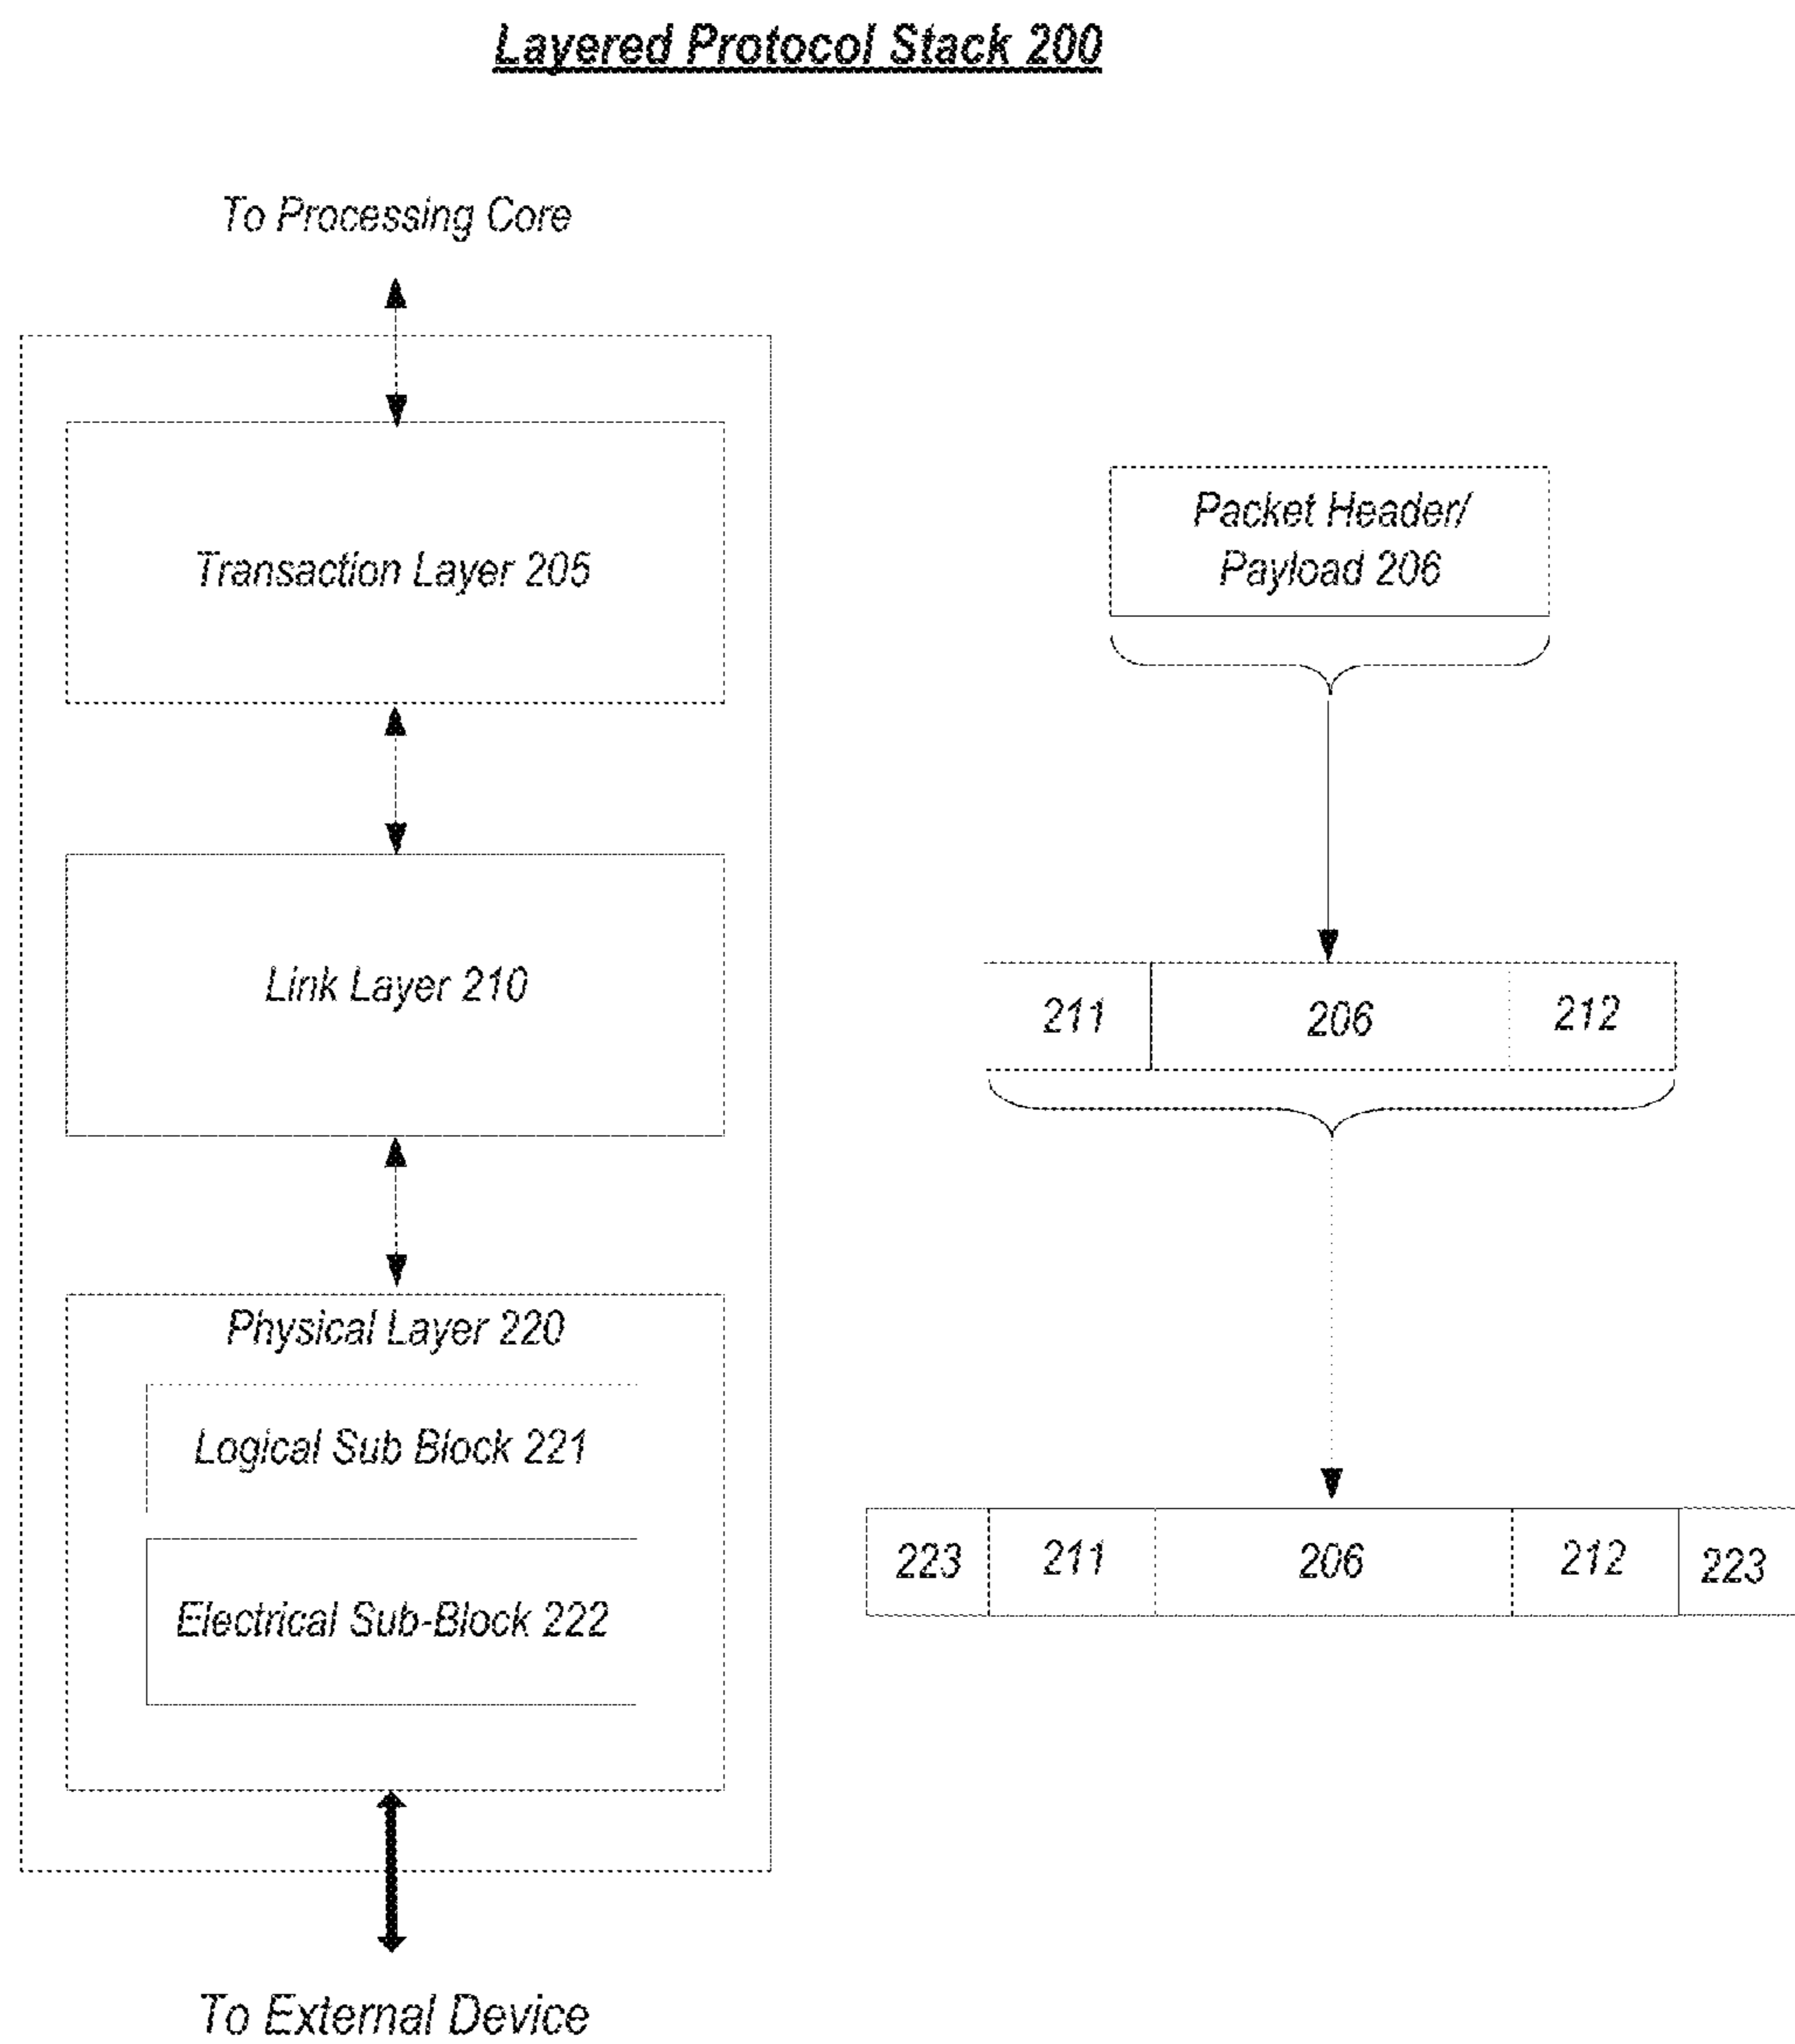 Layered Protocol Stack 200
To Processing Core
Transaction Layer 205
Packet Header/
Payload 206
Link Layer 210
211 206 212
Physical Layer 220
Logical Sub Block 221
Electrical Sub-Block 222
223 211 206 212 223
To External Device